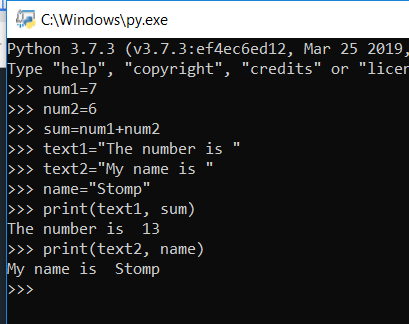 C:\Windows\py.exe
Python 3.7.3 (v3.7.3:ef4ec6ed12, Mar 25 2019,
Type "help", "copyright", "credits" or "licen
>>> num1=7
>>> num2=6
>>> sum=num1+num2
>>> text1="The number is "
>>> text2="My name is "
>>> name="Stomp"
>>> print(text1, sum)
The number is  13
>>> print(text2, name)
My name is  Stomp
>>>